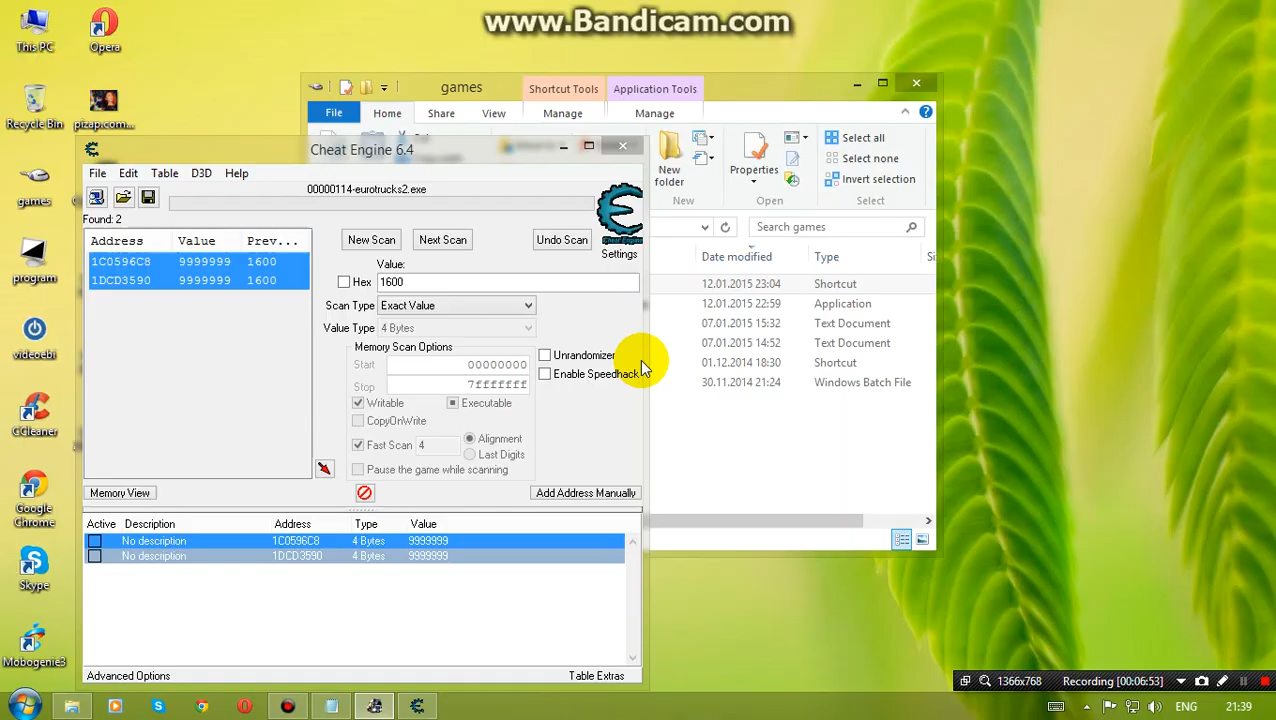 www.Bandicam.com
This PC
Opera
Recycle Bin
pizap.com...
games
program
videoebi
CCleaner
Google
Chrome
Skype
Mobogenie3
games
Shortcut Tools
Application Tools
File
Home
Share
View
Manage
Manage
New
folder
Properties
Select all
Select none
Invert selection
New
Open
Select
Search games
Date modified
Type
12.01.2015 23:04
Shortcut
12.01.2015 22:59
Application
07.01.2015 15:32
Text Document
07.01.2015 14:52
Text Document
01.12.2014 18:30
Shortcut
30.11.2014 21:24
Windows Batch File
Cheat Engine 6.4
File Edit Table D3D Help
00000114-eurotrucks2.exe
Found: 2
Address Value Prev...
1C0596C8 9999999 1600
1DCD3590 9999999 1600
New Scan
Next Scan
Undo Scan
Cheat Engine
Settings
Value:
Hex 1600
Scan Type Exact Value
Value Type 4 Bytes
Memory Scan Options
Start 00000000
Stop 7fffffff
Writable
Executable
CopyOnWrite
Fast Scan 4
Alignment
Last Digits
Pause the game while scanning
Unrandomizer
Enable Speedhack
Memory View
Add Address Manually
Active Description Address Type Value
No description 1C0596C8 4 Bytes 9999999
No description 1DCD3590 4 Bytes 9999999
Advanced Options
Table Extras
1366x768
Recording [00:06:53]
ENG
21:39